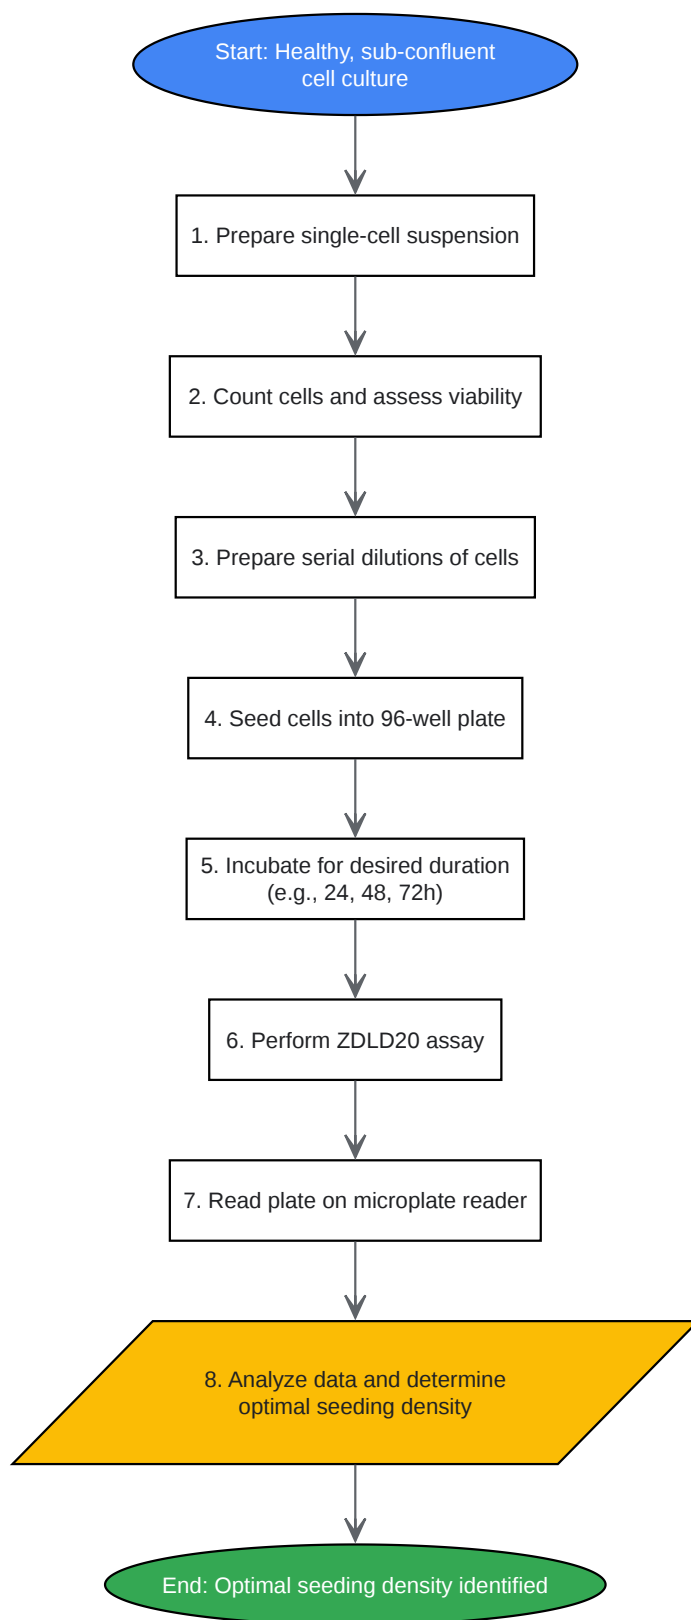 Start: Healthy, sub-confluent
cell culture
1. Prepare single-cell suspension
2. Count cells and assess viability
3. Prepare serial dilutions of cells
4. Seed cells into 96-well plate
5. Incubate for desired duration
(e.g., 24, 48, 72h)
6. Perform ZDLD20 assay
7. Read plate on microplate reader
8. Analyze data and determine
optimal seeding density
End: Optimal seeding density identified